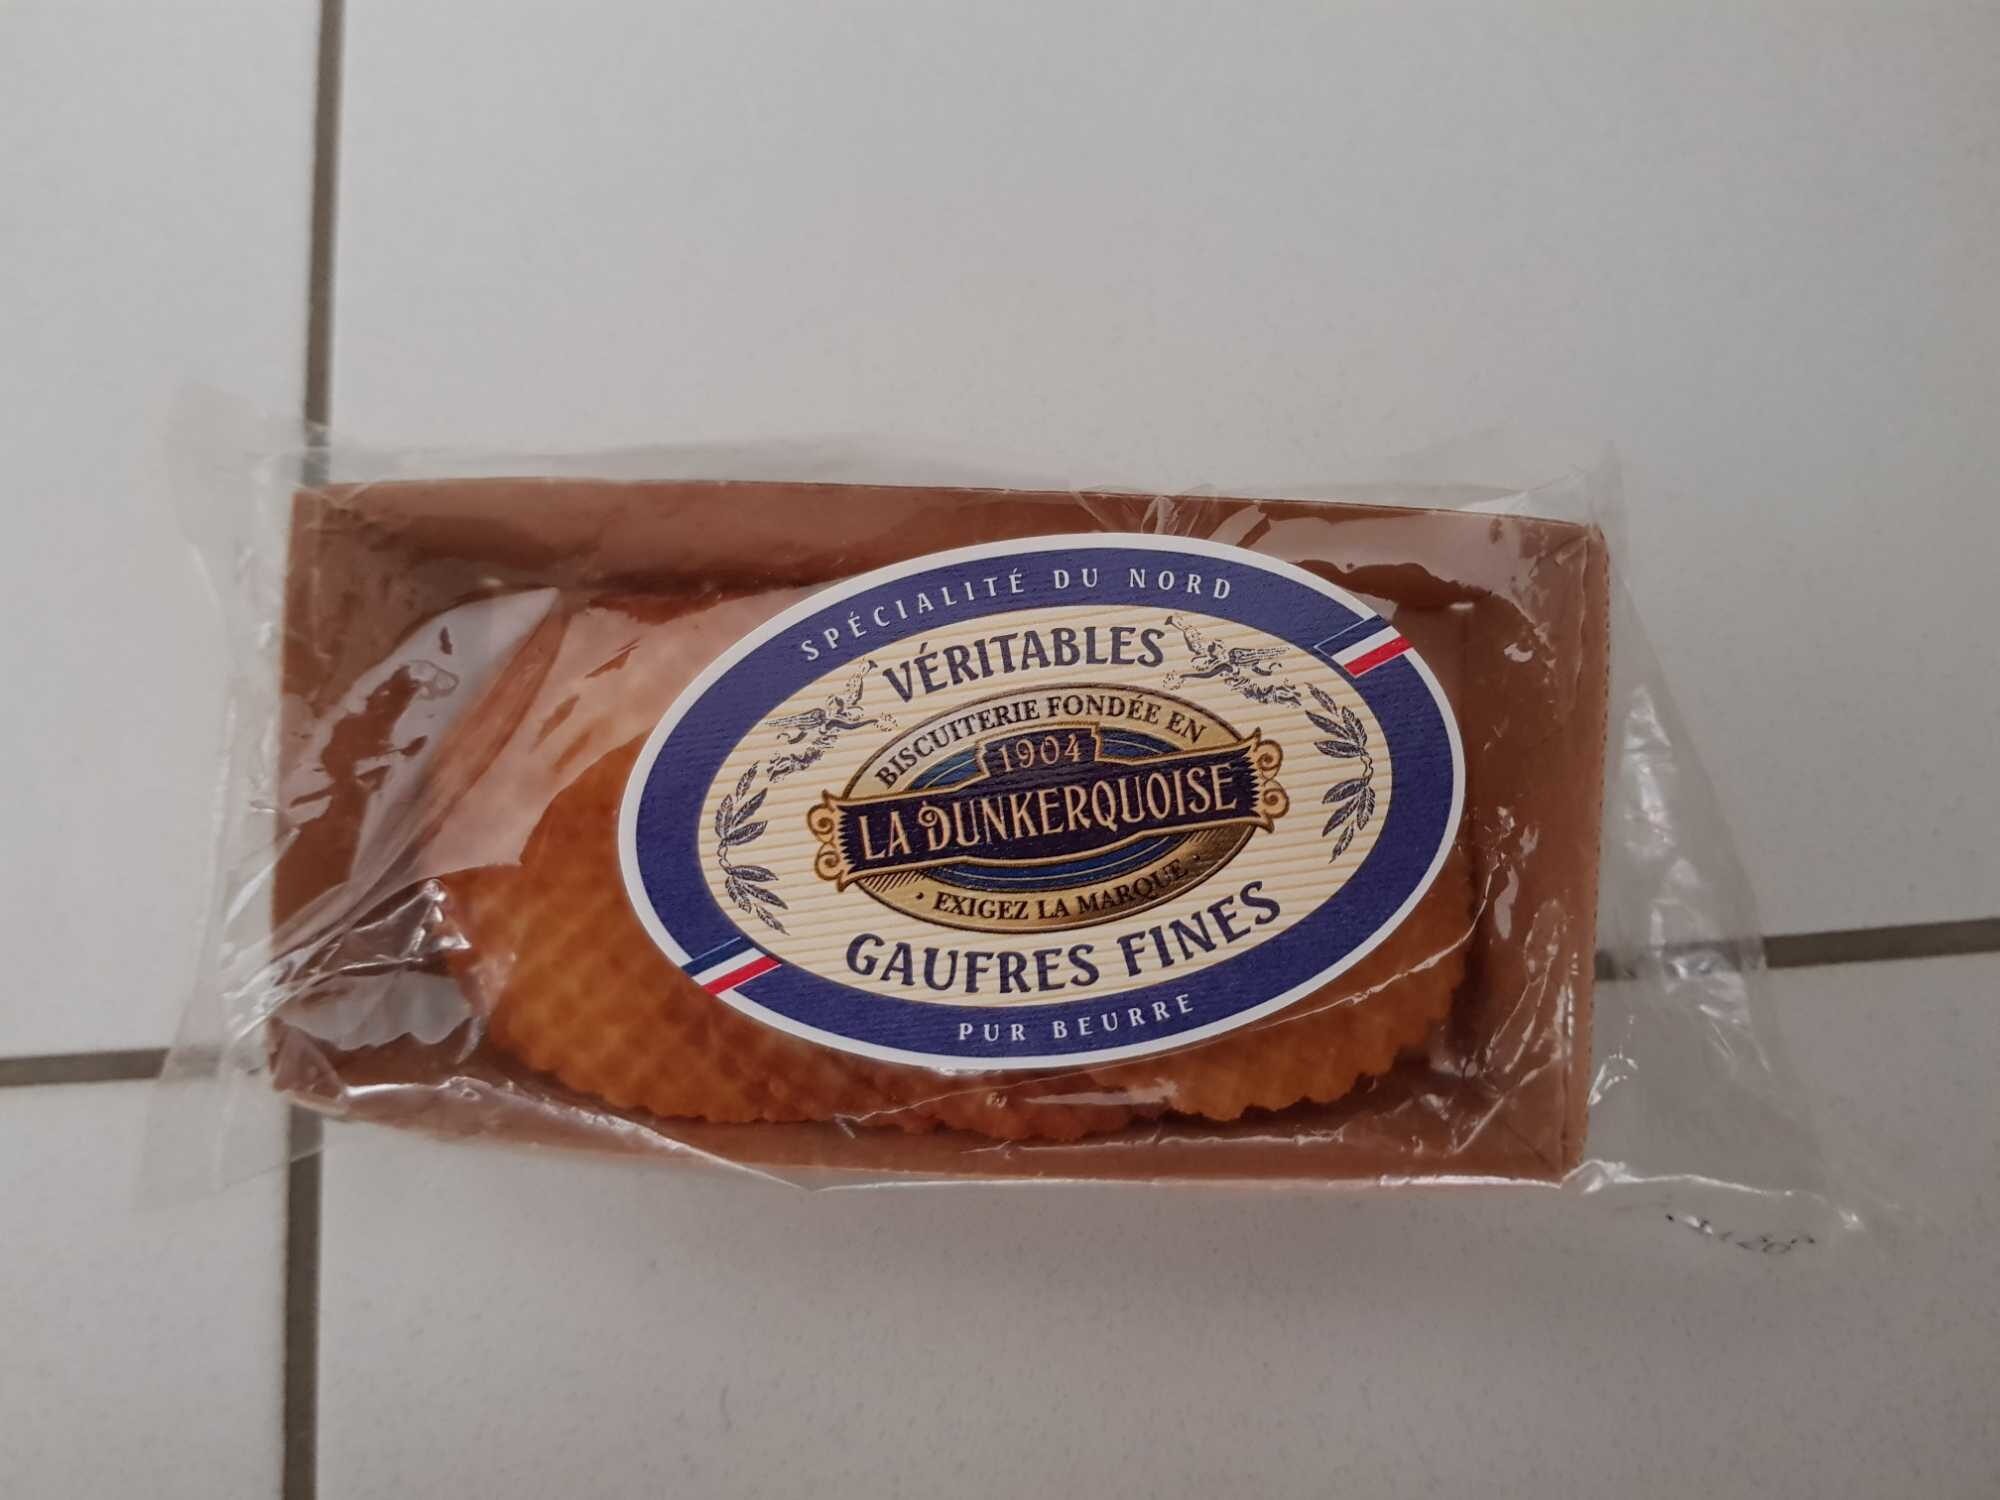 SPÉCIALITÉ DU NORD
VÉRITABLES
BISCUITERIE FONDÉE EN
1904
LA DUNKERQUOISE
· EXIGEZ LA MARQUE ·
GAUFRES FINES
PUR BEURRE